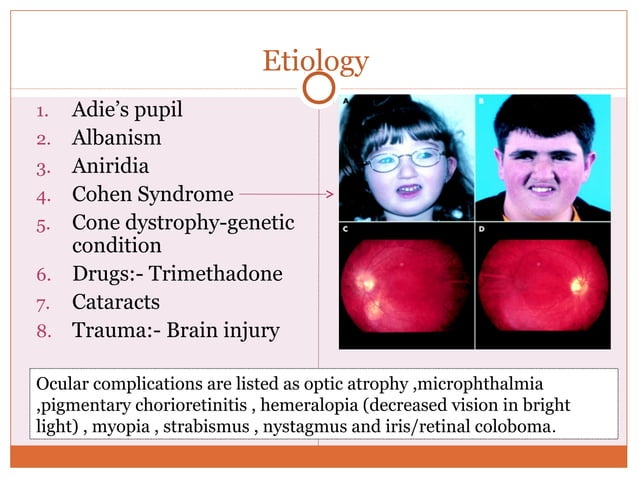 Etiology
1. Adie's pupil
2. Albanism
3. Aniridia
4. Cohen Syndrome
5. Cone dystrophy-genetic
condition
6. Drugs:- Trimethadone
7. Cataracts
8. Trauma:- Brain injury
A
B
C
D
Ocular complications are listed as optic atrophy ,microphthalmia
,pigmentary chorioretinitis , hemeralopia (decreased vision in bright
light) , myopia , strabismus , nystagmus and iris/retinal coloboma.